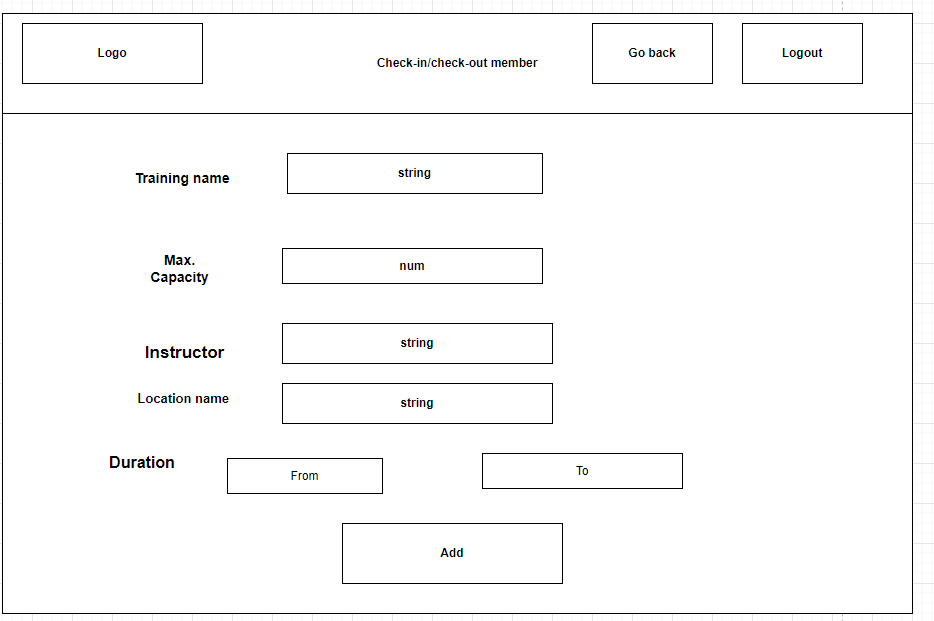 Logo
Check-in/check-out member
Go back
Logout
Training name
string
Max.
Capacity
num
Instructor
string
Location name
string
Duration
From
To
Add